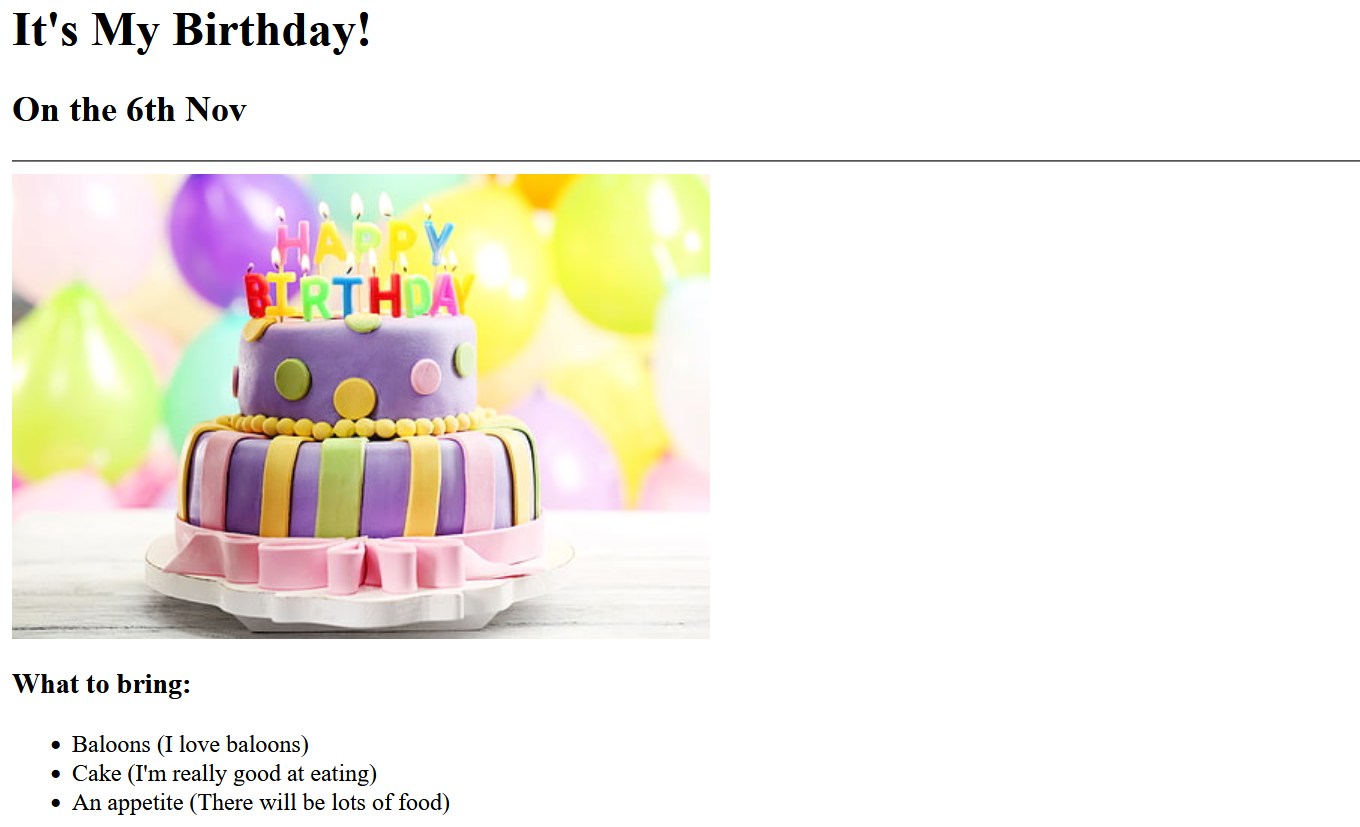 It's My Birthday!
On the 6th Nov
HAPPY
BIRTHDAY
What to bring:
Baloons (I love baloons)
Cake (I'm really good at eating)
An appetite (There will be lots of food)